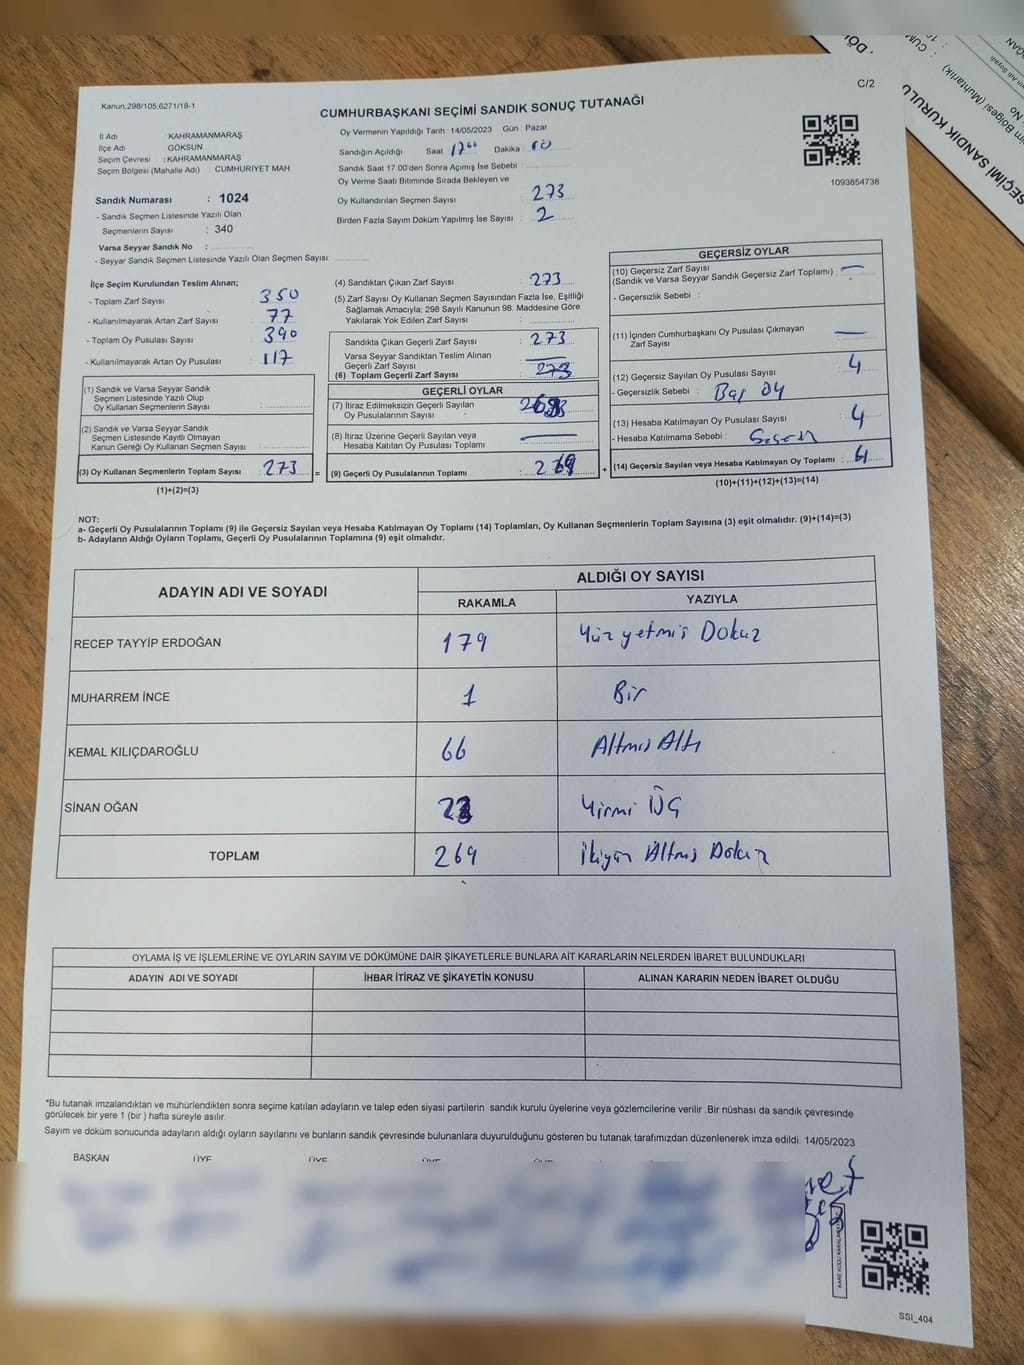 C/2
Kanun,298/105,6271/18-1
CUMHURBAŞKANI SEÇİMİ SANDIK SONUÇ TUTANAĞI
İl Adı : KAHRAMANMARAŞ
İlçe Adı : GÖKSUN
Seçim Çevresi : KAHRAMANMARAŞ
Seçim Bölgesi (Mahalle Adı) CUMHURİYET MAH
Sandık Numarası : 1024
- Sandık Seçmen Listesinde Yazılı Olan
Seçmenlerin Sayısı : 340
Varsa Seyyar Sandık No :
- Seyyar Sandık Seçmen Listesinde Yazılı Olan Seçmen Sayısı:
Oy Vermenin Yapıldığı Tarih : 14/05/2023 Gün : Pazar
Sandığın Açıldığı Saat 17 00 Dakika 10
Sandık Saat 17:00'den Sonra Açımış İse Sebebi :
Oy Verme Saati Bitiminde Sırada Bekleyen ve
Oy Kullandırılan Seçmen Sayısı : 273
Birden Fazla Sayım Döküm Yapılmış İse Sayısı : 2
1093854738
İlçe Seçim Kurulundan Teslim Alınan;
- Toplam Zarf Sayısı : 350
- Kullanılmayarak Artan Zarf Sayısı : 77
- Toplam Oy Pusulası Sayısı : 390
- Kullanılmayarak Artan Oy Pusulası : 117
(1) Sandık ve Varsa Seyyar Sandık
Seçmen Listesinde Yazılı Olup
Oy Kullanan Seçmenlerin Sayısı :
(2) Sandık ve Varsa Seyyar Sandık
Seçmen Listesinde Kayıtlı Olmayan
Kanun Gereği Oy Kullanan Seçmen Sayısı :
(3) Oy Kullanan Seçmenlerin Toplam Sayısı : 273 =
(1)+(2)=(3)
(4) Sandıktan Çıkan Zarf Sayısı : 273
(5) Zarf Sayısı Oy Kullanan Seçmen Sayısından Fazla İse, Eşitliği
Sağlamak Amacıyla, 298 Sayılı Kanunun 98. Maddesine Göre
Yakılarak Yok Edilen Zarf Sayısı :
Sandıkta Çıkan Geçerli Zarf Sayısı : 273
Varsa Seyyar Sandıktan Teslim Alınan
Geçerli Zarf Sayısı :
(6) Toplam Geçerli Zarf Sayısı : 273
GEÇERLİ OYLAR
(7) İtiraz Edilmeksizin Geçerli Sayılan
Oy Pusulalarının Sayısı :
(8) İtiraz Üzerine Geçerli Sayılan veya
Hesaba Katılan Oy Pusulası Toplamı :
(9) Geçerli Oy Pusulalarının Toplamı : 269 +
GEÇERSİZ OYLAR
(10) Geçersiz Zarf Sayısı
(Sandık ve Varsa Seyyar Sandık Geçersiz Zarf Toplamı) :
- Geçersizlik Sebebi :
(11) İçinden Cumhurbaşkanı Oy Pusulası Çıkmayan
Zarf Sayısı :
(12) Geçersiz Sayılan Oy Pusulası Sayısı : 4
- Geçersizlik Sebebi : Baş Oy
(13) Hesaba Katılmayan Oy Pusulası Sayısı : 4
- Hesaba Katılmama Sebebi :
(14) Geçersiz Sayılan veya Hesaba Katılmayan Oy Toplamı : 4
(10)+(11)+(12)+(13)=(14)
NOT:
a- Geçerli Oy Pusulalarının Toplamı (9) ile Geçersiz Sayılan veya Hesaba Katılmayan Oy Toplamı (14) Toplamları, Oy Kullanan Seçmenlerin Toplam Sayısına (3) eşit olmalıdır. (9)+(14)=(3)
b- Adayların Aldığı Oyların Toplamı, Geçerli Oy Pusulalarının Toplamına (9) eşit olmalıdır.
ADAYIN ADI VE SOYADI ALDIĞI OY SAYISI
RAKAMLA YAZIYLA
RECEP TAYYİP ERDOĞAN 179 Yüz yetmiş Dokuz
MUHARREM İNCE 1 Bir
KEMAL KILIÇDAROĞLU 66 Altmış Altı
SİNAN OĞAN 23 Yirmi Üç
TOPLAM 269 İkiyüz Altmış Dokuz
OYLAMA İŞ VE İŞLEMLERİNE VE OYLARIN SAYIM VE DÖKÜMÜNE DAİR ŞİKAYETLERLE BUNLARA AİT KARARLARIN NELERDEN İBARET BULUNDUKLARI
ADAYIN ADI VE SOYADI İHBAR İTİRAZ VE ŞİKAYETİN KONUSU ALINAN KARARIN NEDEN İBARET OLDUĞU
*Bu tutanak imzalandıktan ve mühürlendikten sonra seçime katılan adayların ve talep eden siyasi partilerin sandık kurulu üyelerine veya gözlemcilerine verilir .Bir nüshası da sandık çevresinde
görülecek bir yere 1 (bir ) hafta süreyle asılır.
Sayım ve döküm sonucunda adayların aldığı oyların sayılarını ve bunların sandık çevresinde bulunanlara duyurulduğunu gösteren bu tutanak tarafımızdan düzenlenerek imza edildi. 14/05/2023
BAŞKAN ÜYE ÜYE
SSI_404